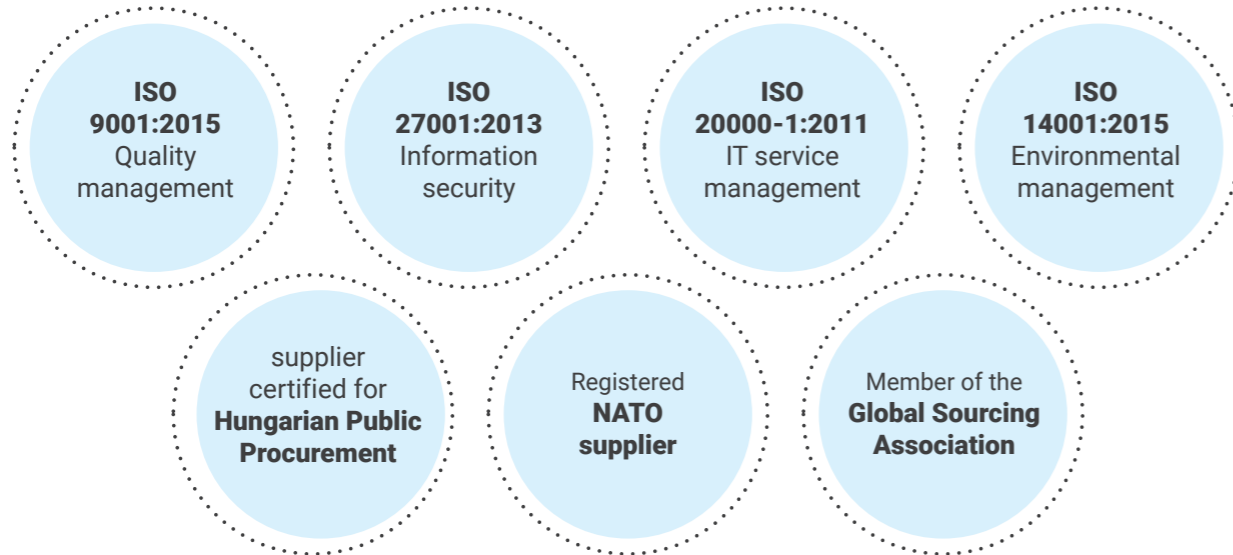 ISO
9001:2015
Quality
management
ISO
27001:2013
Information
security
ISO
20000-1:2011
IT service
management
ISO
14001:2015
Environmental
management
supplier
certified for
Hungarian Public
Procurement
Registered
NATO
supplier
Member of the
Global Sourcing
Association